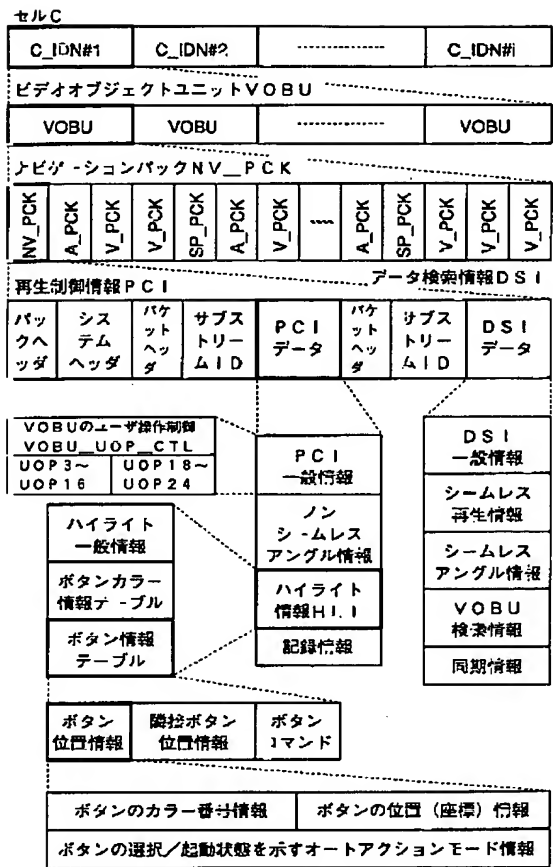 セルC
C_IDN#1 C_IDN#2 C_IDN#i
ビデオオブジェクトユニットVOBU
VOBU VOBU VOBU
ナビゲーションパックNV__PCK
NV_PCK A_PCK V_PCK V_PCK SP_PCK A_PCK V_PCK A_PCK SP_PCK V_PCK V_PCK V_PCK
再生制御情報PCI データ検索情報DSI
パックヘッダ システムヘッダ パケットヘッダ サブストリームID PCIデータ パケットヘッダ サブストリームID DSIデータ
VOBUのユーザ操作制御
VOBU__UOP__CTL
UOP3~ UOP18~
UOP16 UOP24
PCI
一般情報
ノン
シームレス
アングル情報
ハイライト
情報HLI
記録情報
DSI
一般情報
シームレス
再生情報
シームレス
アングル情報
VOBU
検索情報
同期情報
ハイライト
一般情報
ボタンカラー
情報テーブル
ボタン情報
テーブル
ボタン 隣接ボタン ボタン
位置情報 位置情報 コマンド
ボタンのカラー番号情報 ボタンの位置(座標)情報
ボタンの選択/起動状態を示すオートアクションモード情報